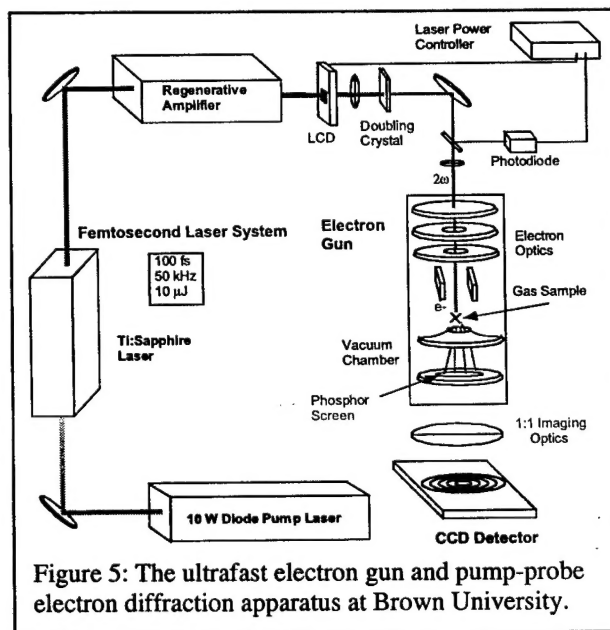 Laser Power
Controller
Regenerative
Amplifier
LCD
Doubling
Crystal
Photodiode
2ω
Femtosecond Laser System
100 fs
50 kHz
10 µJ
Electron
Gun
Electron
Optics
Gas Sample
e-
Ti:Sapphire
Laser
Vacuum
Chamber
Phosphor
Screen
1:1 Imaging
Optics
10 W Diode Pump Laser
CCD Detector
Figure 5: The ultrafast electron gun and pump-probe
electron diffraction apparatus at Brown University.